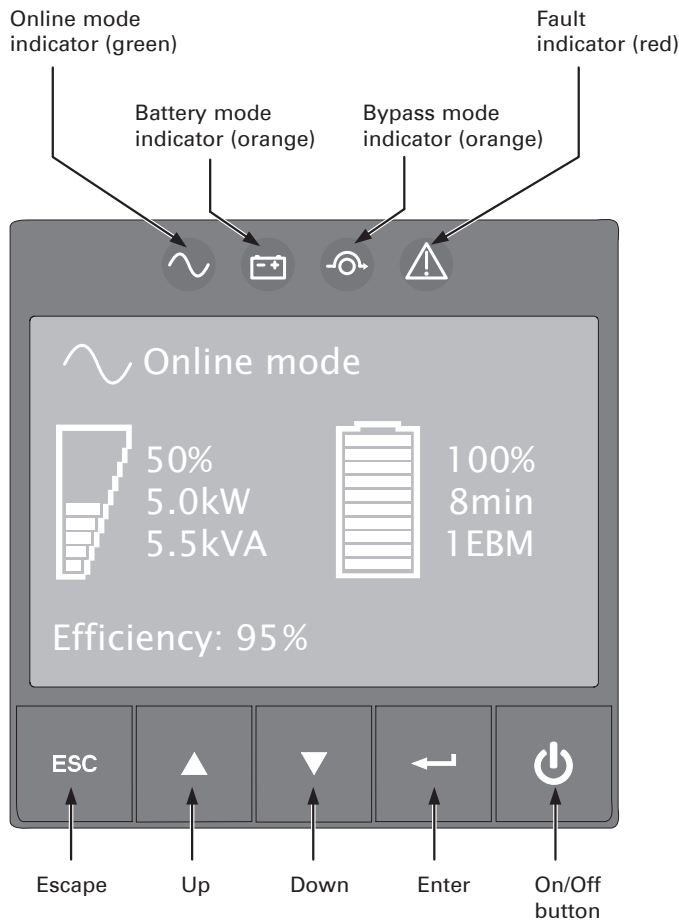 Online mode
indicator (green)
Fault
indicator (red)
Battery mode
indicator (orange)
Bypass mode
indicator (orange)
Online mode
50%
5.0kW
5.5kVA
100%
8min
1EBM
Efficiency: 95%
ESC
Escape
Up
Down
Enter
On/Off
button